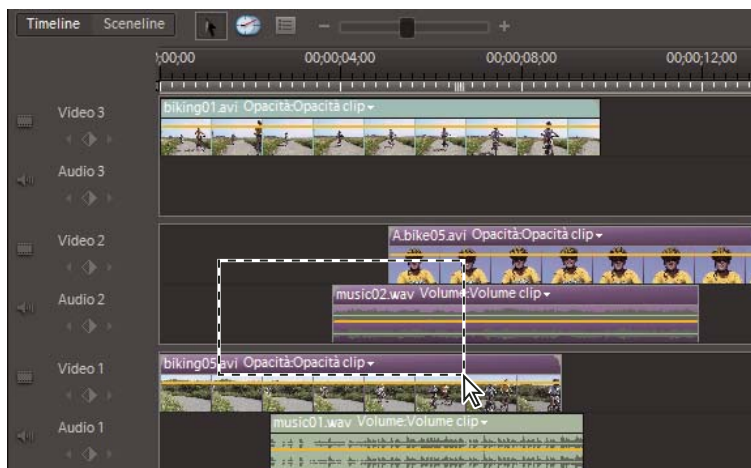 Timeline Sceneline
;00;00 00;00;04;00 00;00;08;00 00;00;12;00
Video 3
biking01.avi Opacità:Opacità clip
Audio 3
Video 2
A.bike05.avi Opacità:Opacità clip
Audio 2
music02.wav Volume:Volume clip
Video 1
biking05.avi Opacità:Opacità clip
Audio 1
music01.wav Volume:Volume clip